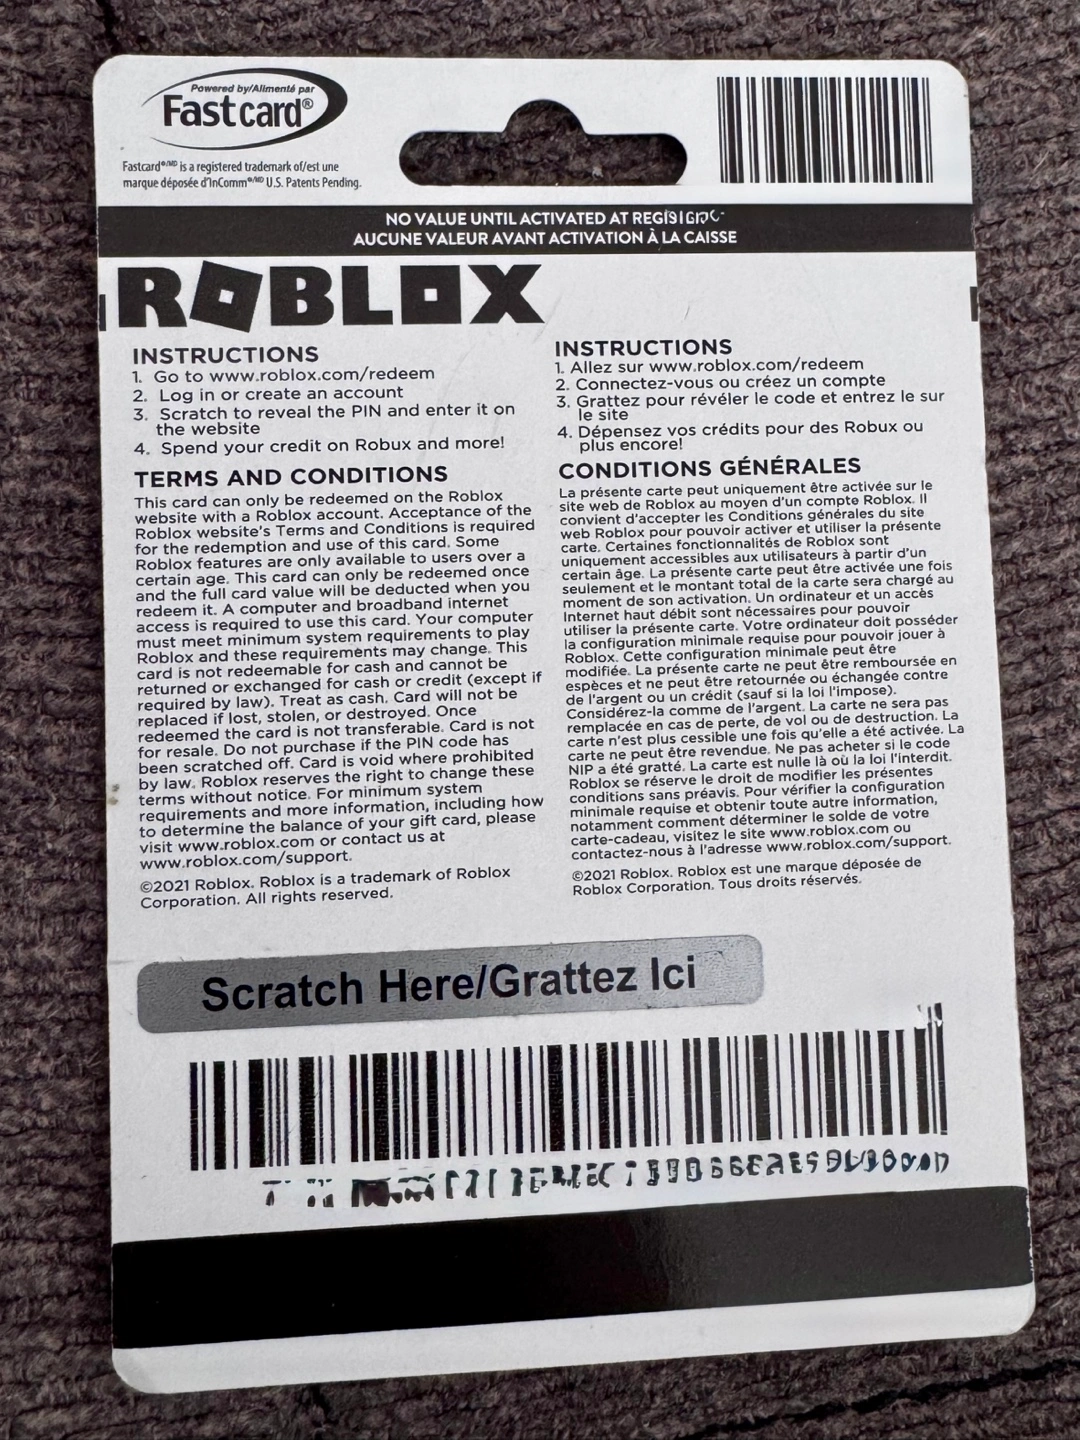 Powered by/Alimenté par
Fastcard®
Fastcard®/MD is a registered trademark of/est une
marque déposée d'InComm®/MD U.S. Patents Pending.
NO VALUE UNTIL ACTIVATED AT
AUCUNE VALEUR AVANT ACTIVATION À LA CAISSE
ROBLOX
INSTRUCTIONS
1. Go to www.roblox.com/redeem
2. Log in or create an account
3. Scratch to reveal the PIN and enter it on
the website
4. Spend your credit on Robux and more!
TERMS AND CONDITIONS
This card can only be redeemed on the Roblox
website with a Roblox account. Acceptance of the
Roblox website's Terms and Conditions is required
for the redemption and use of this card. Some
Roblox features are only available to users over a
certain age. This card can only be redeemed once
and the full card value will be deducted when you
redeem it. A computer and broadband internet
access is required to use this card. Your computer
must meet minimum system requirements to play
Roblox and these requirements may change. This
card is not redeemable for cash and cannot be
returned or exchanged for cash or credit (except if
required by law). Treat as cash. Card will not be
replaced if lost, stolen, or destroyed. Once
redeemed the card is not transferable. Card is not
for resale. Do not purchase if the PIN code has
been scratched off. Card is void where prohibited
by law. Roblox reserves the right to change these
terms without notice. For minimum system
requirements and more information, including how
to determine the balance of your gift card, please
visit www.roblox.com or contact us at
www.roblox.com/support.
©2021 Roblox. Roblox is a trademark of Roblox
Corporation. All rights reserved.
INSTRUCTIONS
1. Allez sur www.roblox.com/redeem
2. Connectez-vous ou créez un compte
3. Grattez pour révéler le code et entrez le sur
le site
4. Dépensez vos crédits pour des Robux ou
plus encore!
CONDITIONS GÉNÉRALES
La présente carte peut uniquement être activée sur le
site web de Roblox au moyen d'un compte Roblox. Il
convient d'accepter les Conditions générales du site
web Roblox pour pouvoir activer et utiliser la présente
carte. Certaines fonctionnalités de Roblox sont
uniquement accessibles aux utilisateurs à partir d'un
certain âge. La présente carte peut être activée une fois
seulement et le montant total de la carte sera chargé au
moment de son activation. Un ordinateur et un accès
Internet haut débit sont nécessaires pour pouvoir
utiliser la présente carte. Votre ordinateur doit posséder
la configuration minimale requise pour pouvoir jouer à
Roblox. Cette configuration minimale peut être
modifiée. La présente carte ne peut être remboursée en
espèces et ne peut être retournée ou échangée contre
de l'argent ou un crédit (sauf si la loi l'impose).
Considérez-la comme de l'argent. La carte ne sera pas
remplacée en cas de perte, de vol ou de destruction. La
carte n'est plus cessible une fois qu'elle a été activée. La
carte ne peut être revendue. Ne pas acheter si le code
NIP a été gratté. La carte est nulle là où la loi l'interdit.
Roblox se réserve le droit de modifier les présentes
conditions sans préavis. Pour vérifier la configuration
minimale requise et obtenir toute autre information,
notamment comment déterminer le solde de votre
carte-cadeau, visitez le site www.roblox.com ou
contactez-nous à l'adresse www.roblox.com/support.
©2021 Roblox. Roblox est une marque déposée de
Roblox Corporation. Tous droits réservés.
Scratch Here/Grattez Ici